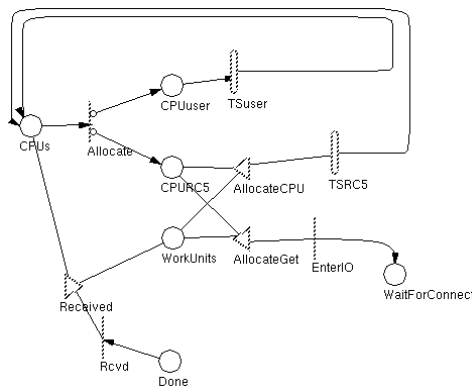 CPUuser
TSuser
CPUs
Allocate
CPURC5
AllocateCPU
TSRC5
WorkUnits
AllocateGet
EnterIO
WaitForConnect
Received
Rcvd
Done